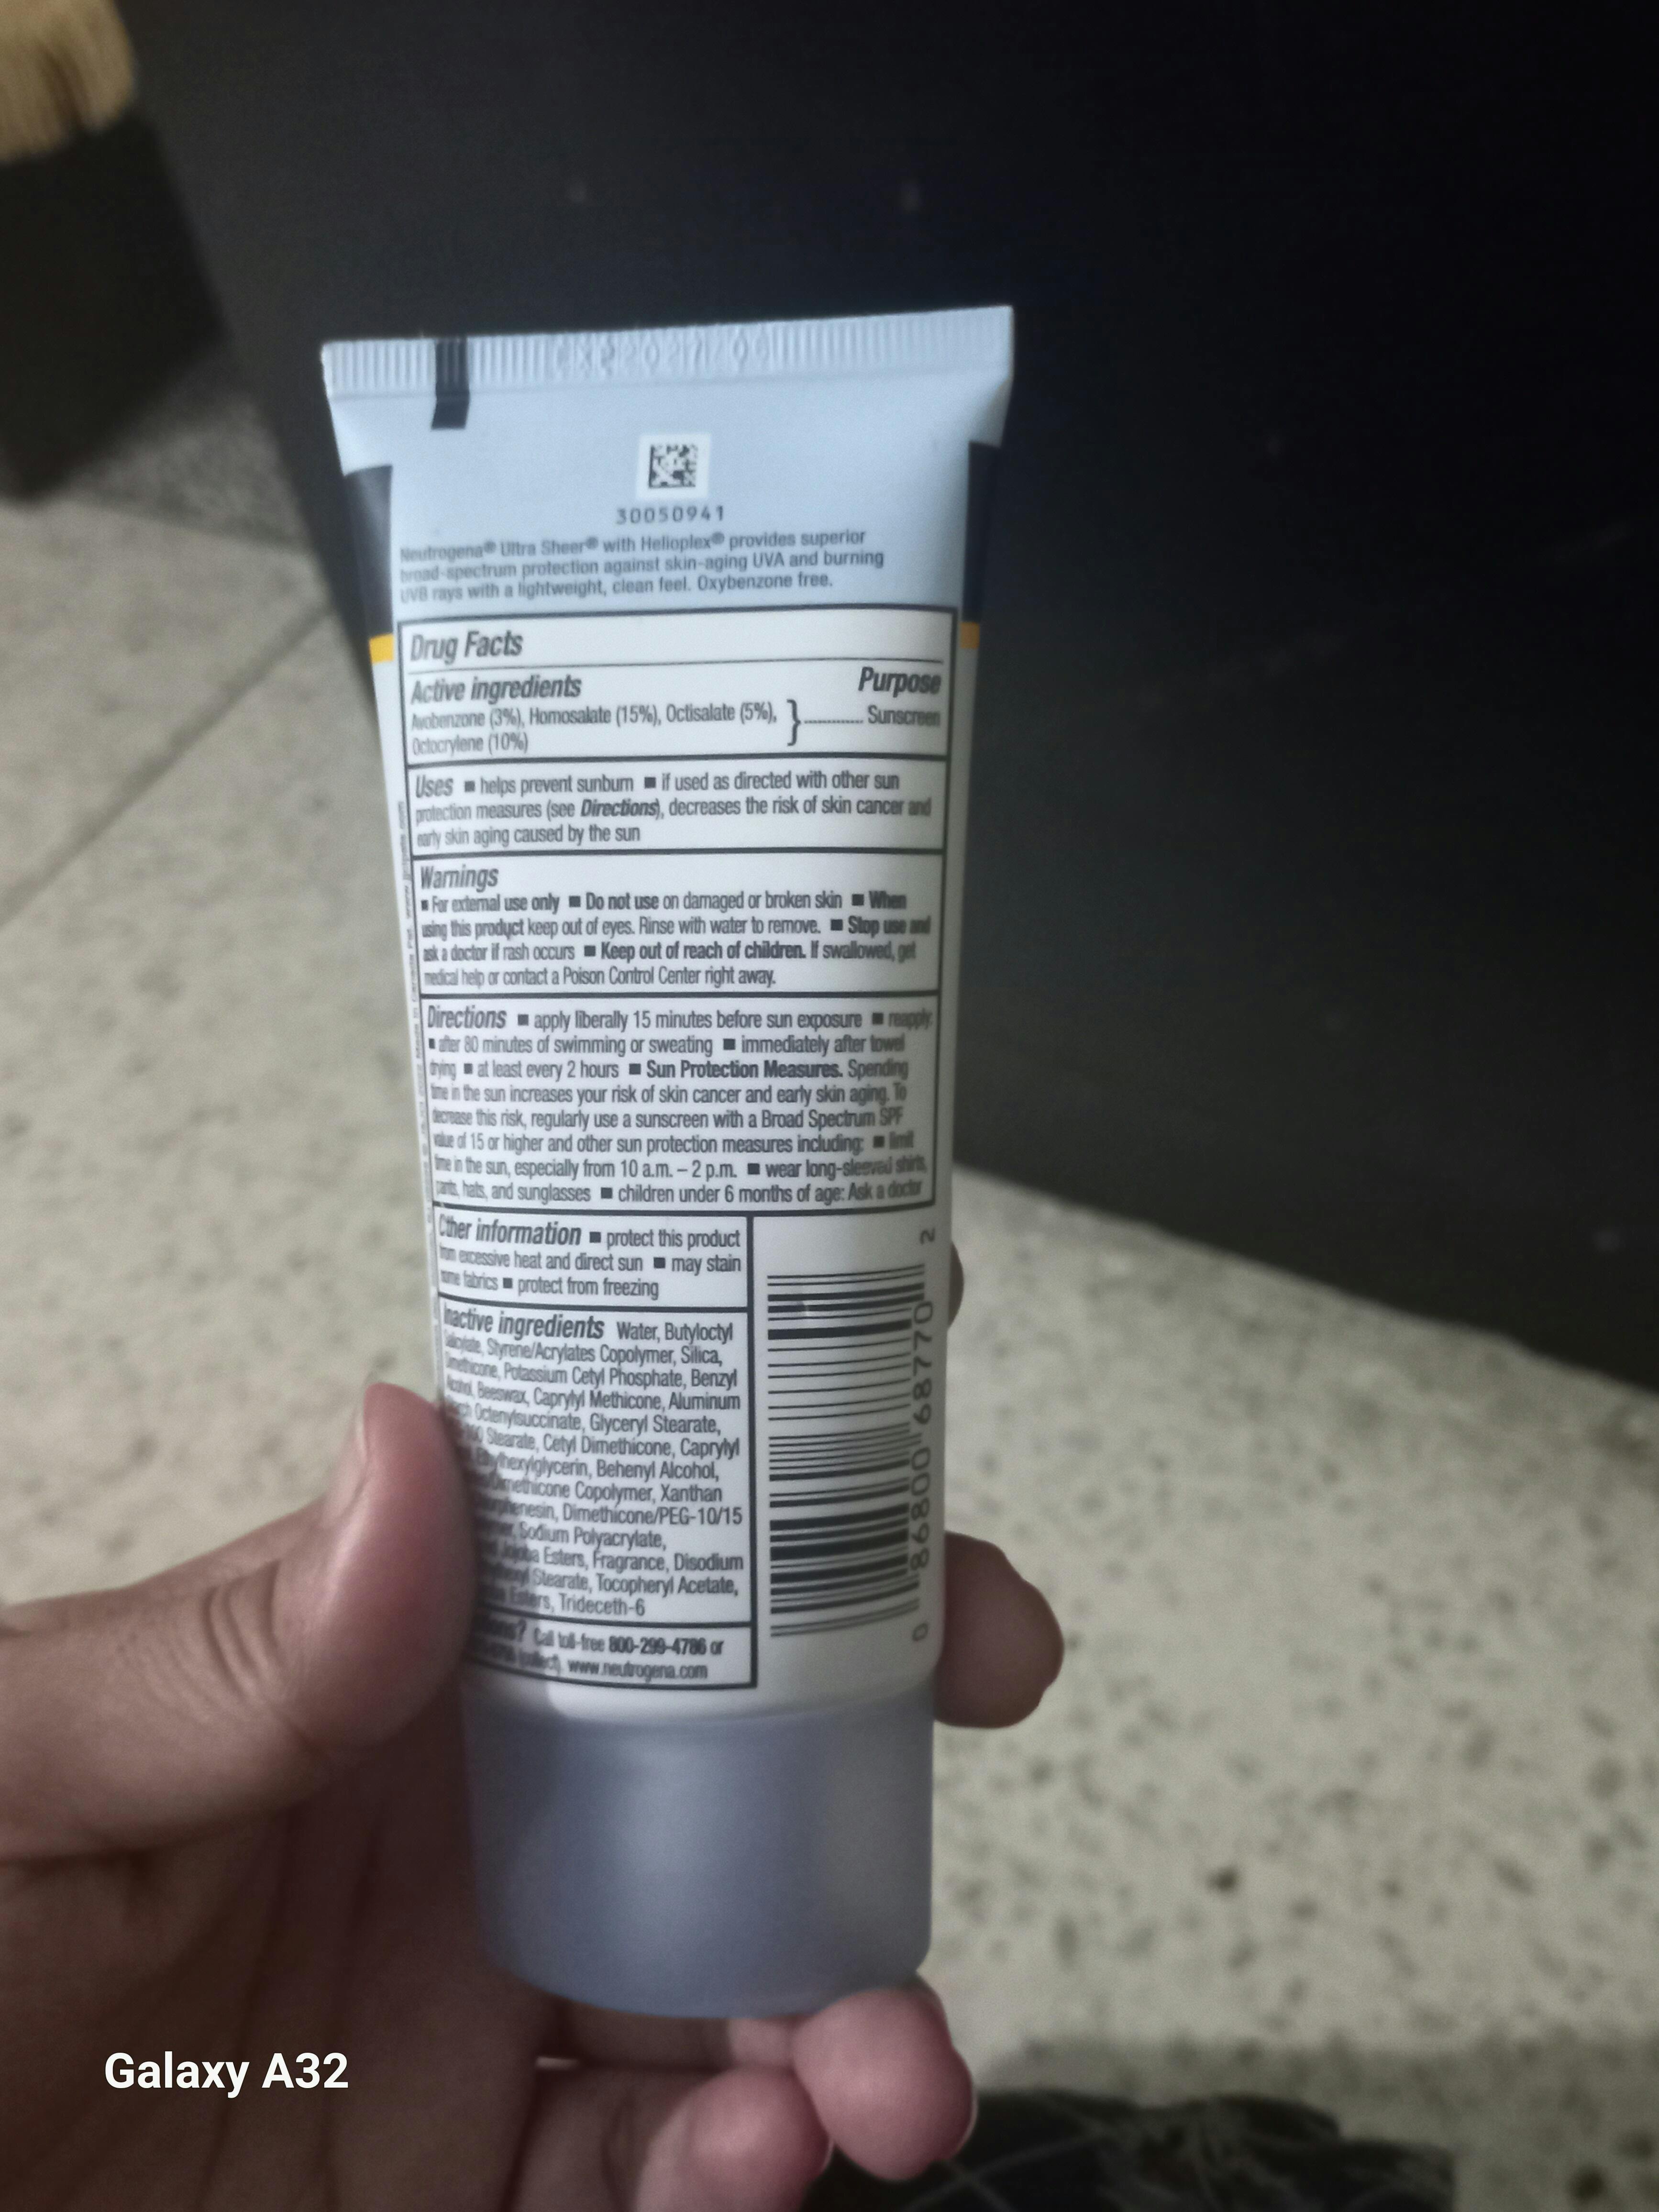 EXP 2027/06
30050941
Neutrogena® Ultra Sheer® with Helioplex® provides superior
broad-spectrum protection against skin-aging UVA and burning
UVB rays with a lightweight, clean feel. Oxybenzone free.
Drug Facts
Active ingredients Purpose
Avobenzone (3%), Homosalate (15%), Octisalate (5%),
Octocrylene (10%) } ............ Sunscreen
Uses ■ helps prevent sunburn ■ if used as directed with other sun
protection measures (see Directions), decreases the risk of skin cancer and
early skin aging caused by the sun
Warnings
■ For external use only ■ Do not use on damaged or broken skin ■ When
using this product keep out of eyes. Rinse with water to remove. ■ Stop use and
ask a doctor if rash occurs ■ Keep out of reach of children. If swallowed, get
medical help or contact a Poison Control Center right away.
Directions ■ apply liberally 15 minutes before sun exposure ■ reapply:
■ after 80 minutes of swimming or sweating ■ immediately after towel
drying ■ at least every 2 hours ■ Sun Protection Measures. Spending
time in the sun increases your risk of skin cancer and early skin aging. To
decrease this risk, regularly use a sunscreen with a Broad Spectrum SPF
value of 15 or higher and other sun protection measures including: ■ limit
time in the sun, especially from 10 a.m. – 2 p.m. ■ wear long-sleeved shirts,
pants, hats, and sunglasses ■ children under 6 months of age: Ask a doctor
Other information ■ protect this product
from excessive heat and direct sun ■ may stain
some fabrics ■ protect from freezing
Inactive ingredients Water, Butyloctyl
Salicylate, Styrene/Acrylates Copolymer, Silica,
Dimethicone, Potassium Cetyl Phosphate, Benzyl
Alcohol, Beeswax, Caprylyl Methicone, Aluminum
Starch Octenylsuccinate, Glyceryl Stearate,
Stearate, Cetyl Dimethicone, Caprylyl
Ethylhexylglycerin, Behenyl Alcohol,
Dimethicone Copolymer, Xanthan
Dimethicone/PEG-10/15
Sodium Polyacrylate,
Jojoba Esters, Fragrance, Disodium
Stearate, Tocopheryl Acetate,
Esters, Trideceth-6
Call toll-free 800-299-4786 or
(collect). www.neutrogena.com
0 86800 68770 2
Galaxy A32